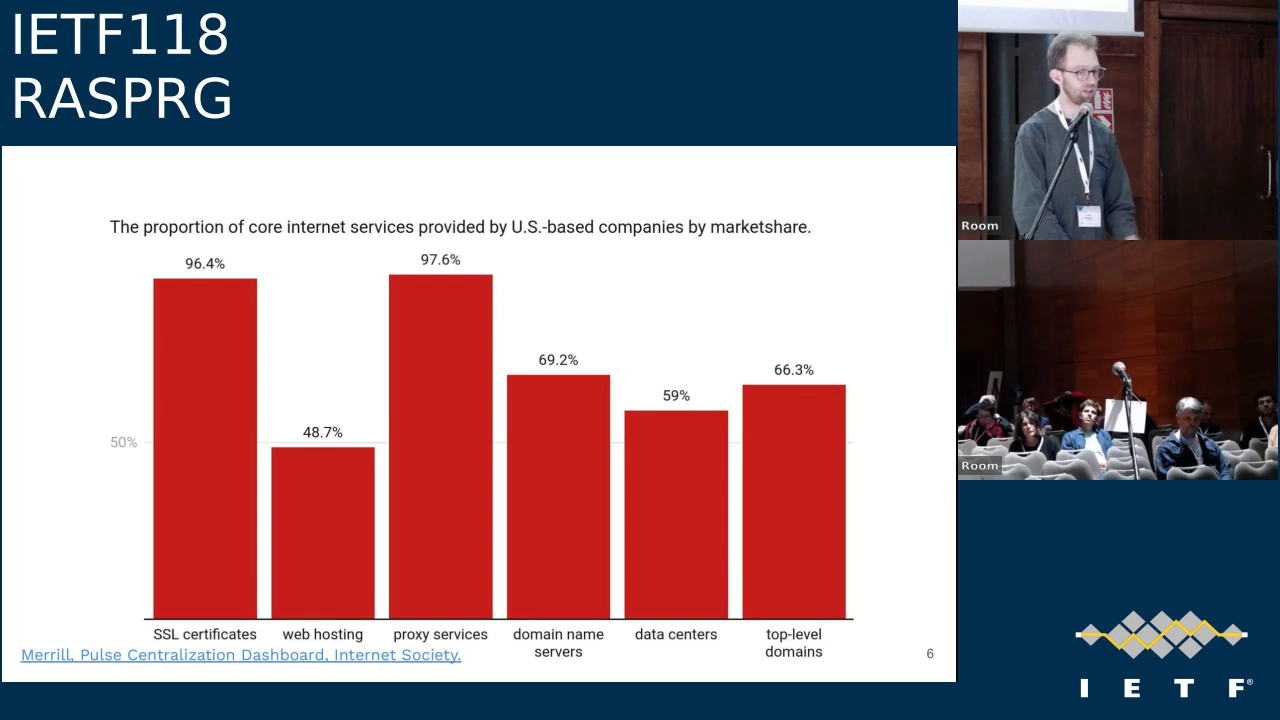 IETF118
RASPRG
The proportion of core internet services provided by U.S.-based companies by marketshare.
96.4%
48.7%
97.6%
69.2%
59%
66.3%
50%
SSL certificates
web hosting
proxy services
domain name
servers
data centers
top-level
domains
Merrill, Pulse Centralization Dashboard, Internet Society.
6
Room
Room
I E T F®